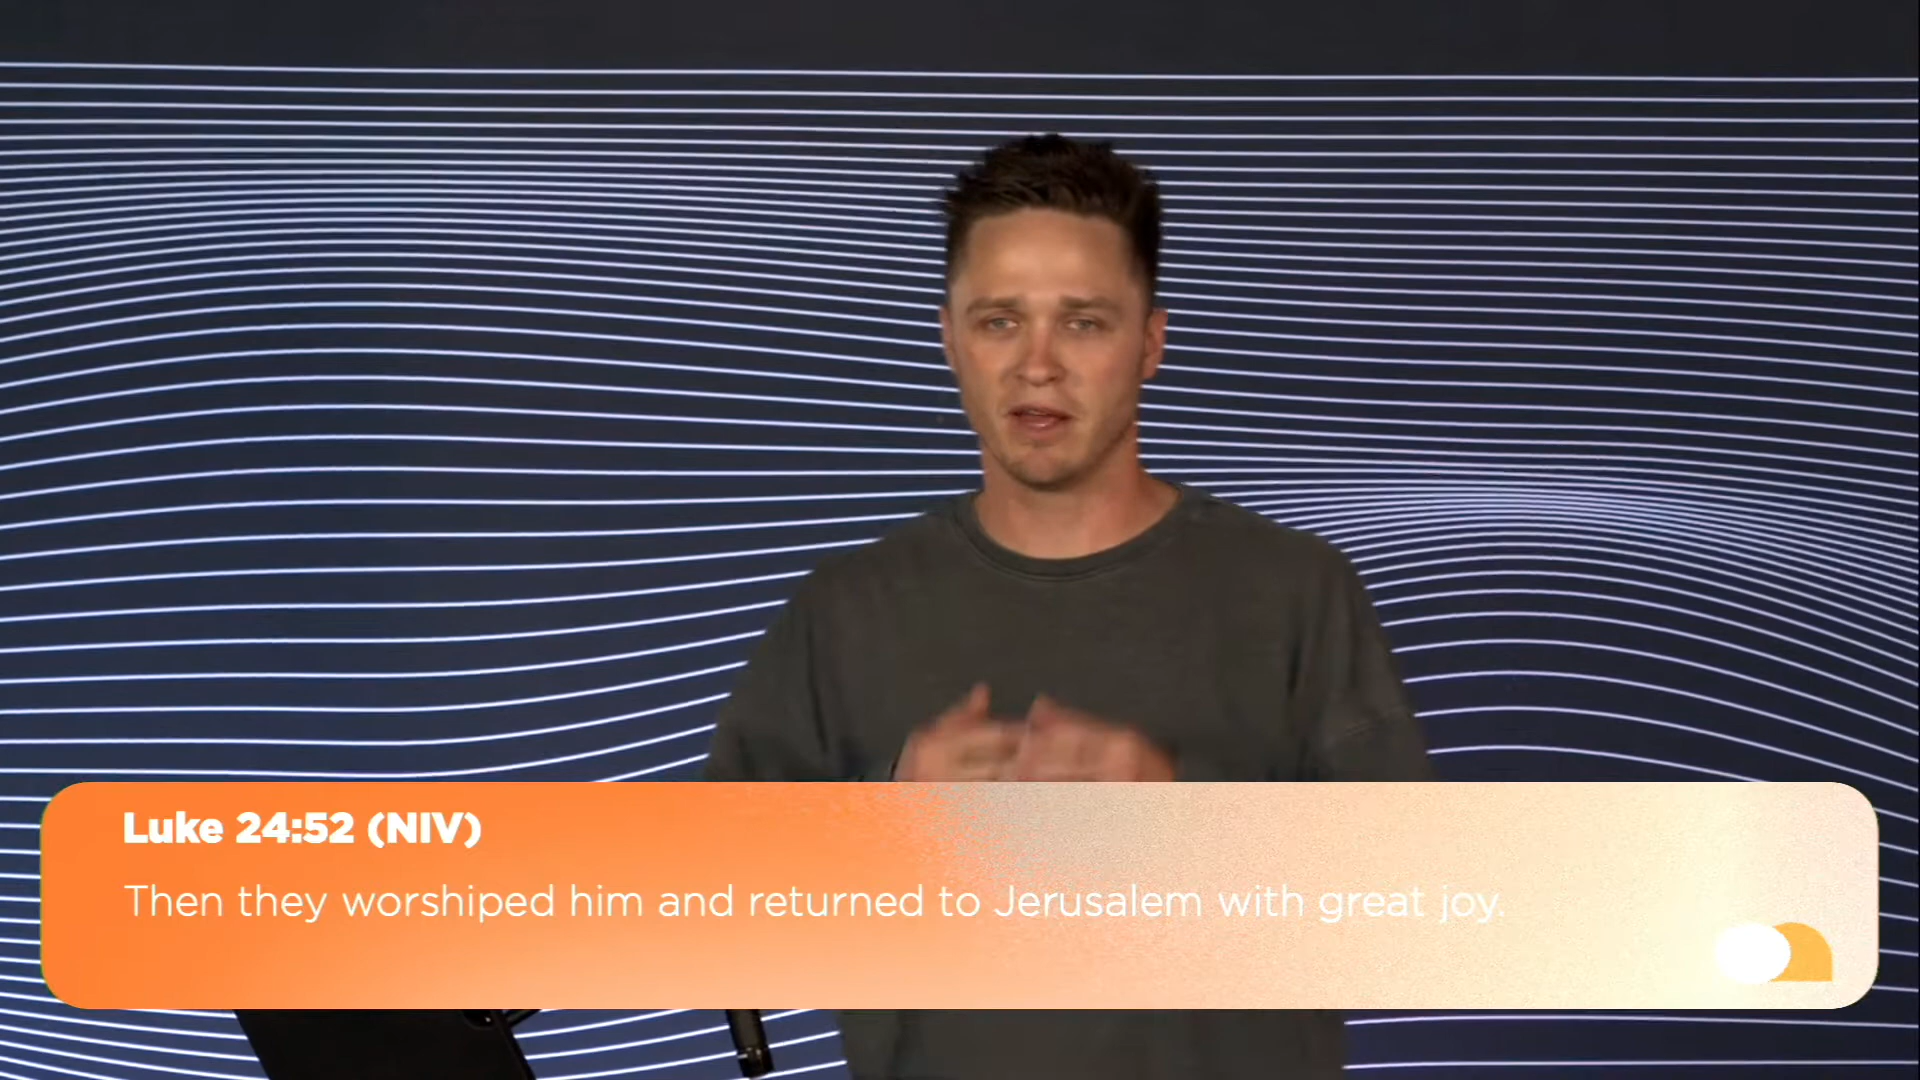 Luke 24:52 (NIV)
Then they worshiped him and returned to Jerusalem with great joy.